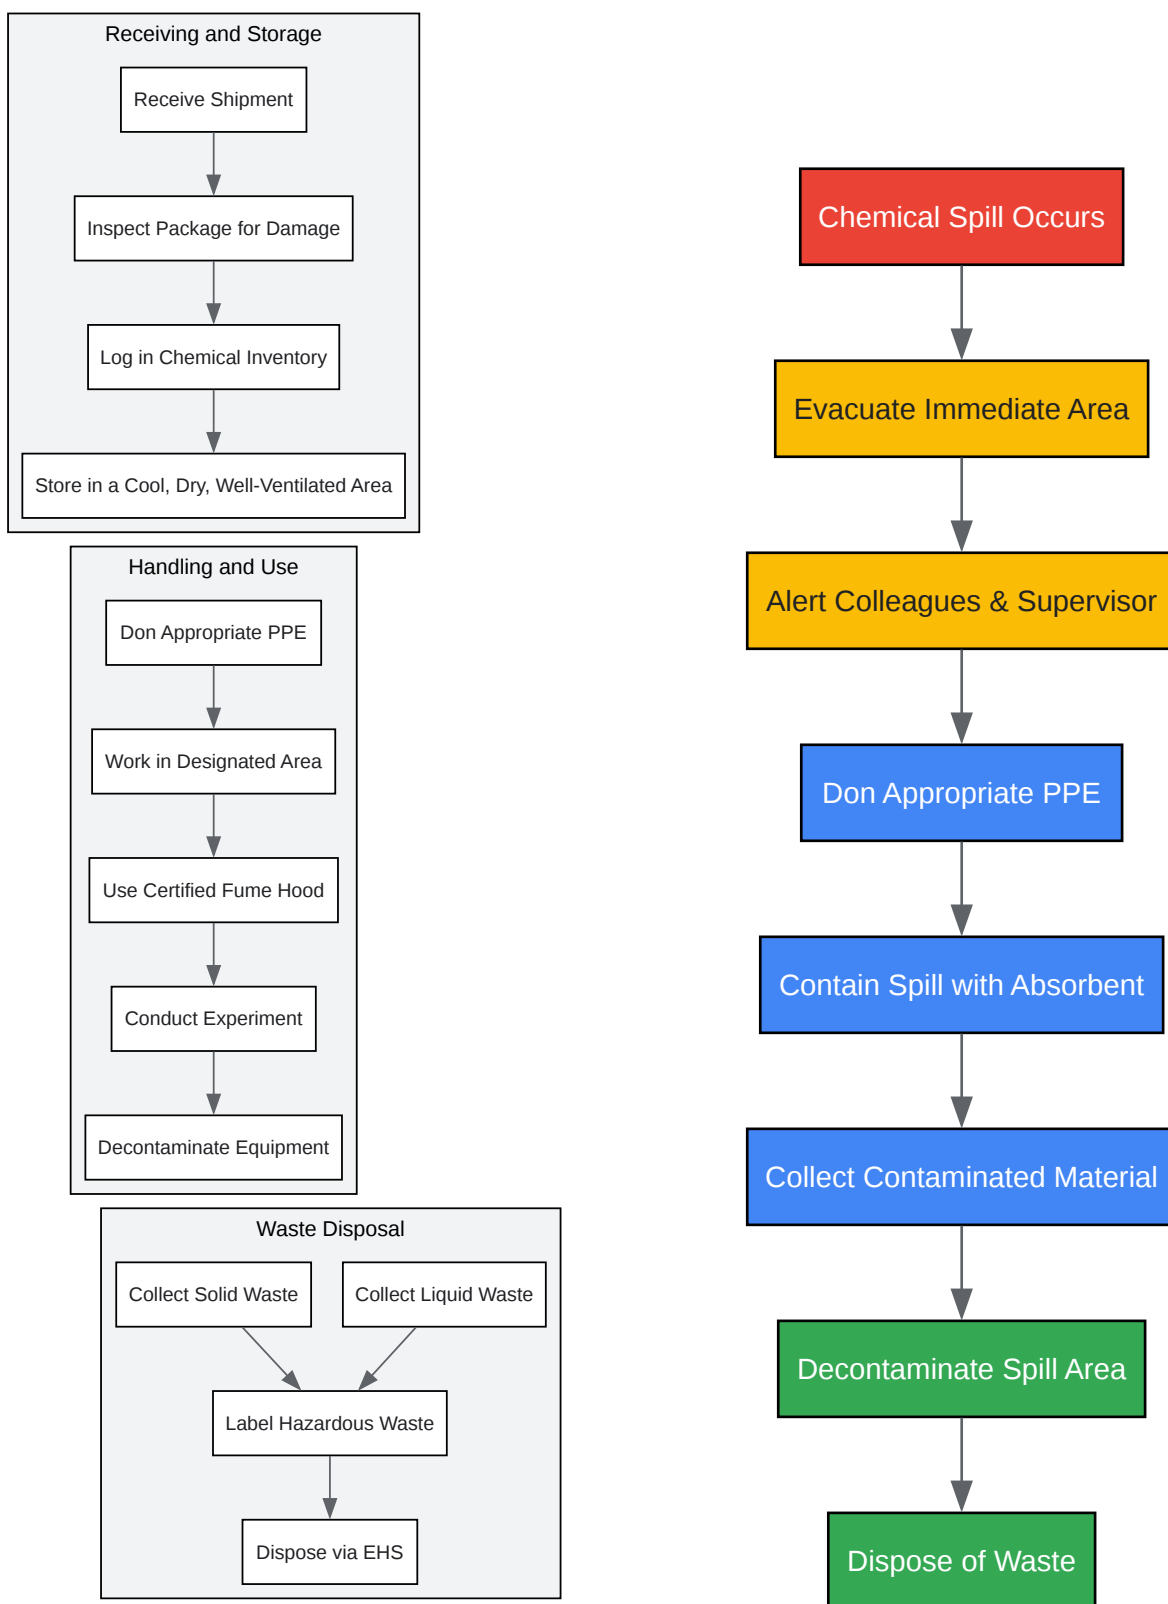 Receiving and Storage
Receive Shipment
Inspect Package for Damage
Log in Chemical Inventory
Store in a Cool, Dry, Well-Ventilated Area
Handling and Use
Don Appropriate PPE
Work in Designated Area
Use Certified Fume Hood
Conduct Experiment
Decontaminate Equipment
Waste Disposal
Collect Solid Waste
Collect Liquid Waste
Label Hazardous Waste
Dispose via EHS
Chemical Spill Occurs
Evacuate Immediate Area
Alert Colleagues & Supervisor
Don Appropriate PPE
Contain Spill with Absorbent
Collect Contaminated Material
Decontaminate Spill Area
Dispose of Waste